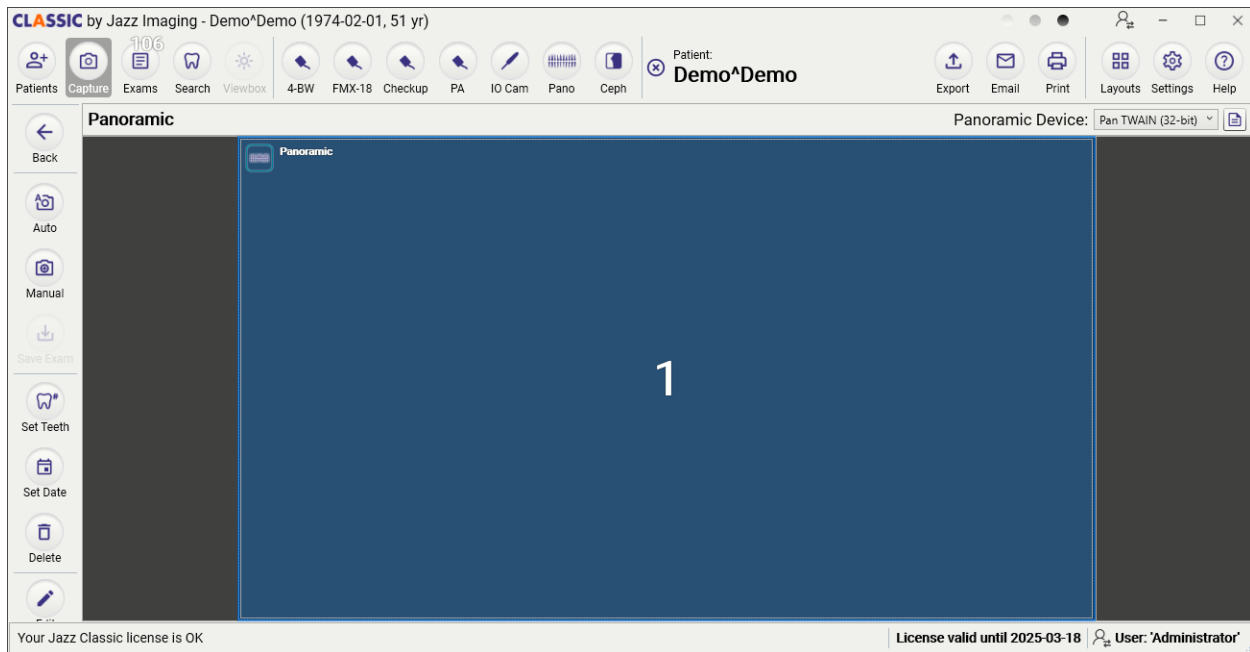 CLASSIC by Jazz Imaging - Demo^Demo (1974-02-01, 51 yr)
106
Patients
Capture
Exams
Search
Viewbox
4-BW
FMX-18
Checkup
PA
IO Cam
Pano
Ceph
Patient:
Demo^Demo
Export
Email
Print
Layouts
Settings
Help
Back
Panoramic
Panoramic Device: Pan TWAIN (32-bit)
Panoramic
Auto
Manual
Save Exam
1
Set Teeth
Set Date
Delete
Your Jazz Classic license is OK
License valid until 2025-03-18
User: 'Administrator'